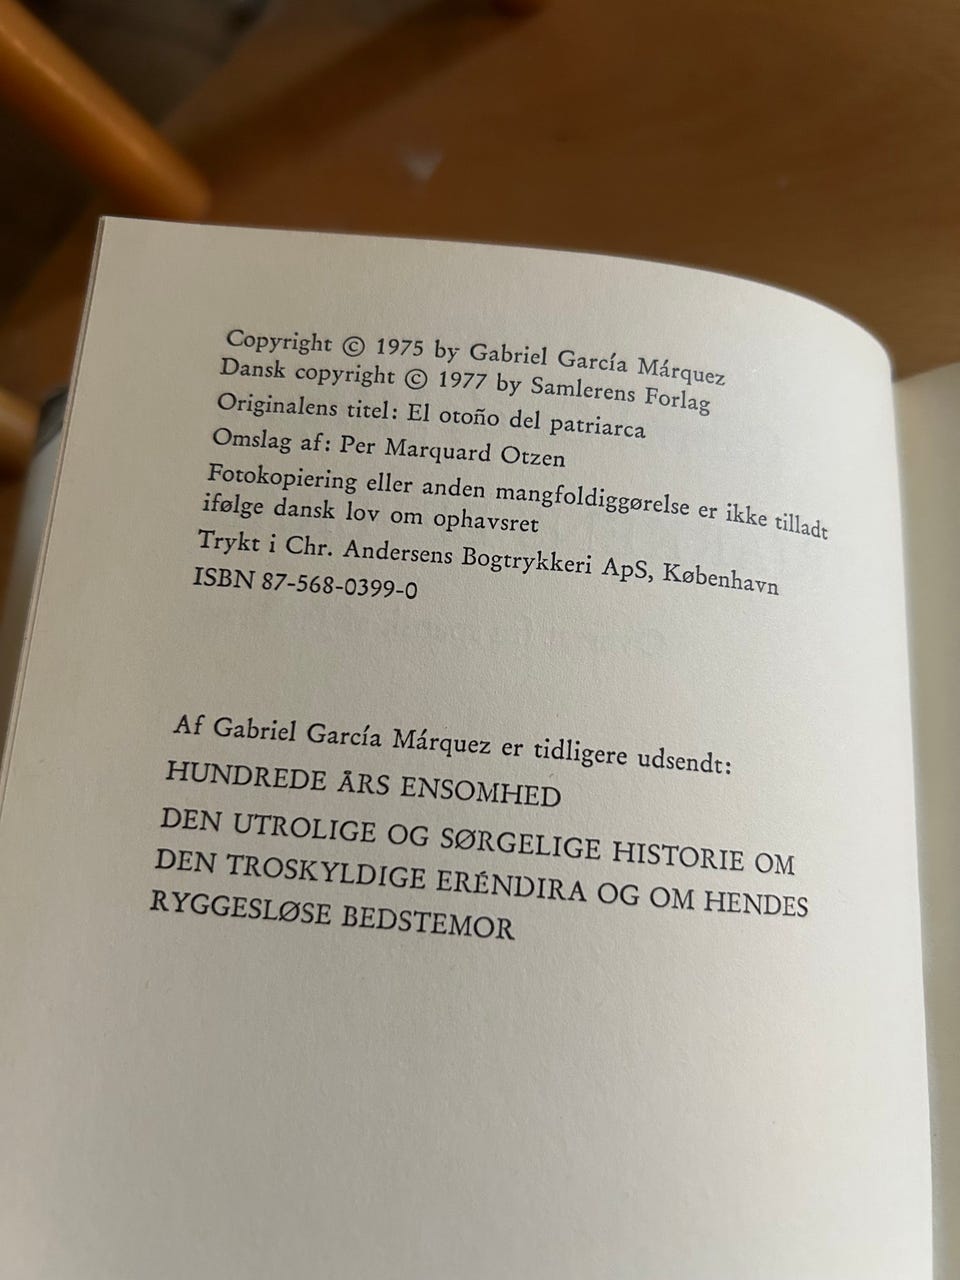 Copyright © 1975 by Gabriel García Márquez
Dansk copyright © 1977 by Samlerens Forlag
Originalens titel: El otoño del patriarca
Omslag af: Per Marquard Otzen
Fotokopiering eller anden mangfoldiggørelse er ikke tilladt
ifølge dansk lov om ophavsret
Trykt i Chr. Andersens Bogtrykkeri ApS, København
ISBN 87-568-0399-0
Af Gabriel García Márquez er tidligere udsendt:
HUNDREDE ÅRS ENSOMHED
DEN UTROLIGE OG SØRGELIGE HISTORIE OM
DEN TROSKYLDIGE ERÉNDIRA OG OM HENDES
RYGGESLØSE BEDSTEMOR